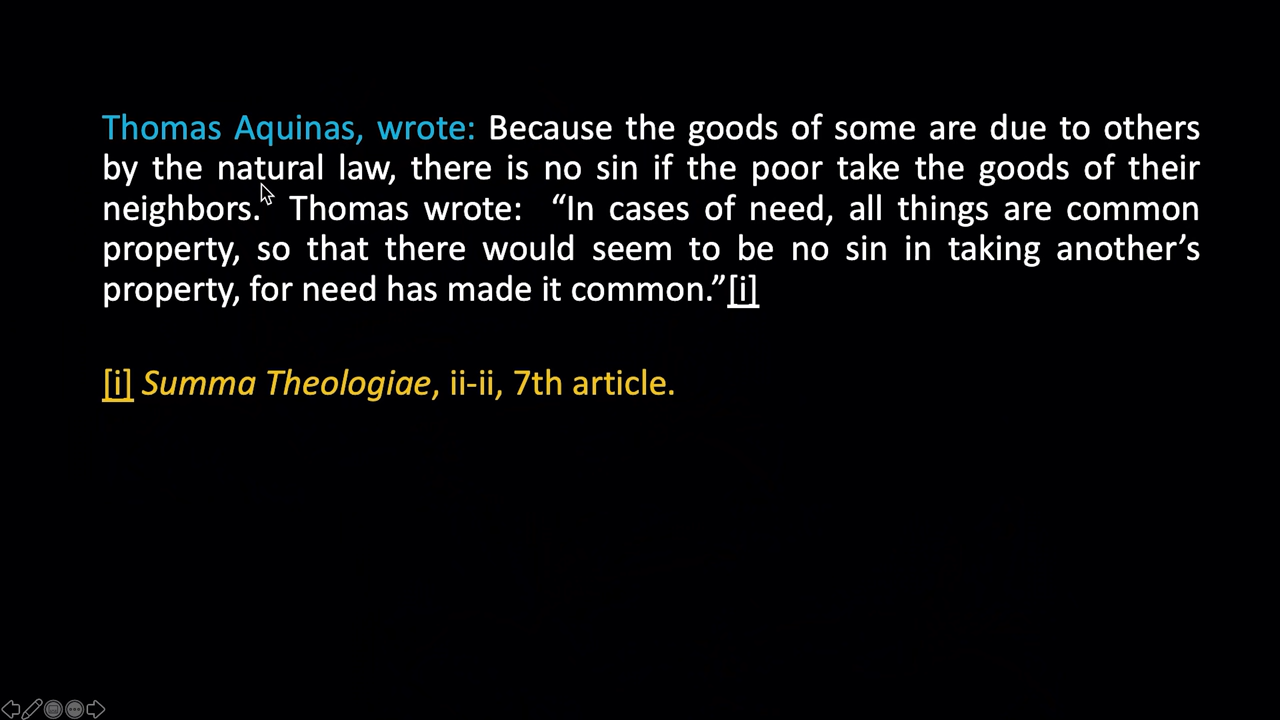 Thomas Aquinas, wrote: Because the goods of some are due to others
by the natural law, there is no sin if the poor take the goods of their
neighbors.” Thomas wrote: “In cases of need, all things are common
property, so that there would seem to be no sin in taking another’s
property, for need has made it common.”[i]
[i] Summa Theologiae, ii-ii, 7th article.